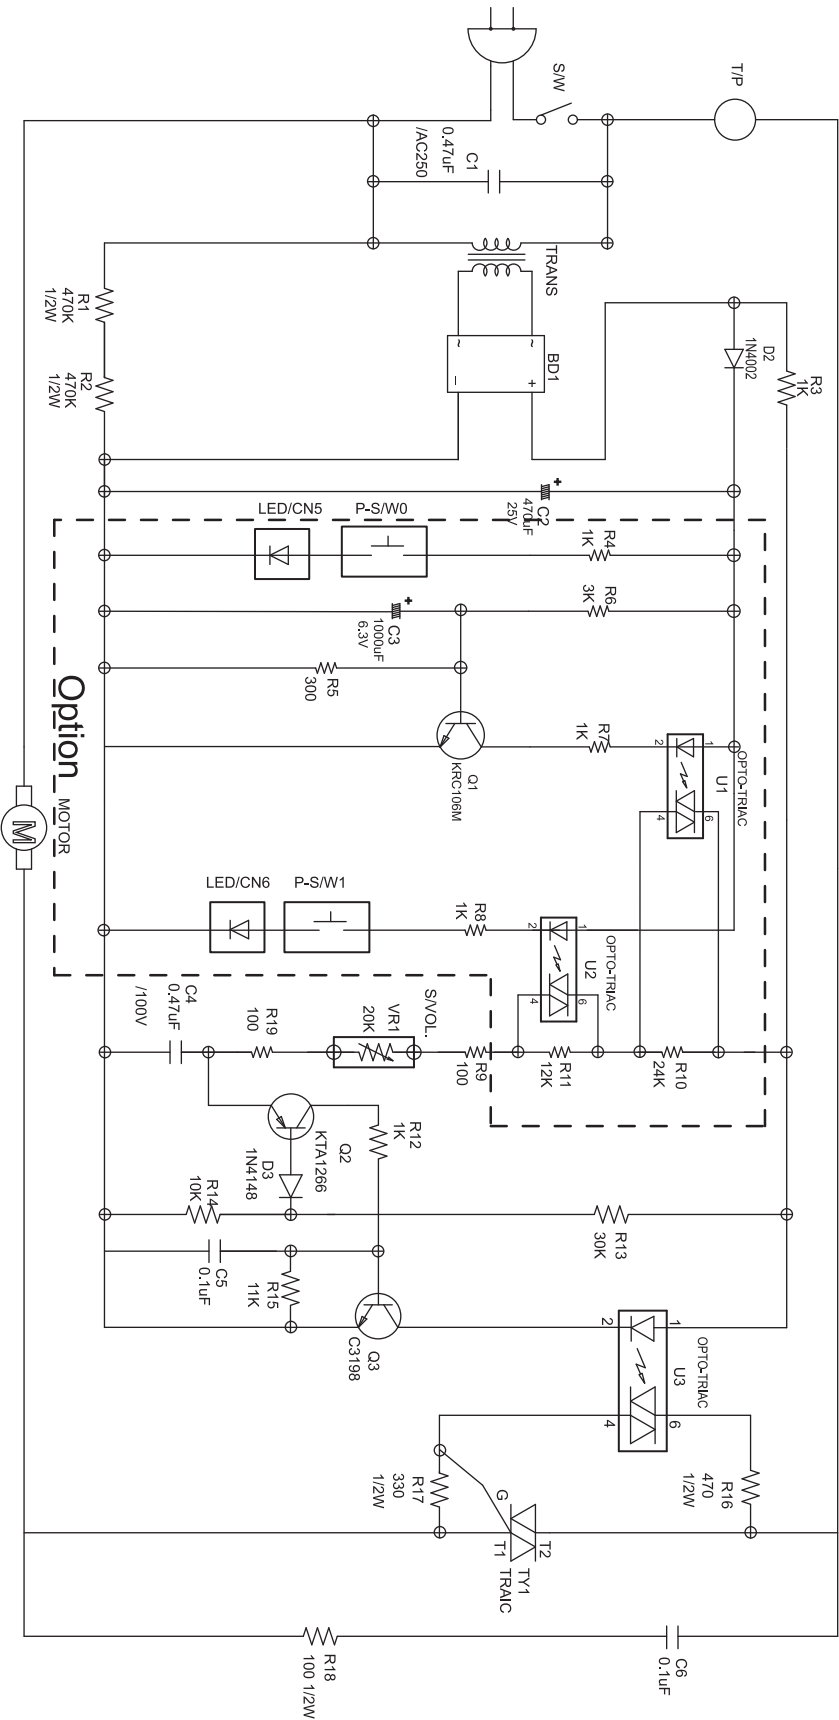 T/P
S/W
C1
0.47uF
/AC250
TRANS
BD1
~
~
+
−
R1
470K
1/2W
R2
470K
1/2W
D2
1N4002
R3
1K
+
C2
470uF
25V
LED/CN5
P-S/W0
R4
1K
R6
3K
+
C3
1000uF
6.3V
R5
300
Option
Q1
KRC106M
R7
1K
OPTO-TRIAC
U1
1
2
6
4
MOTOR
M
LED/CN6
P-S/W1
R8
1K
OPTO-TRIAC
U2
1
2
6
4
C4
0.47uF
/100V
R19
100
S/VOL.
VR1
20K
R9
100
R11
12K
R10
24K
R12
1K
Q2
KTA1266
D3
1N4148
R14
10K
R13
30K
C5
0.1uF
R15
11K
Q3
C3198
OPTO-TRIAC
U3
1
2
6
4
R16
470
1/2W
R17
330
1/2W
G
T1
T2
TY1
TRAIC
R18
100 1/2W
C6
0.1uF